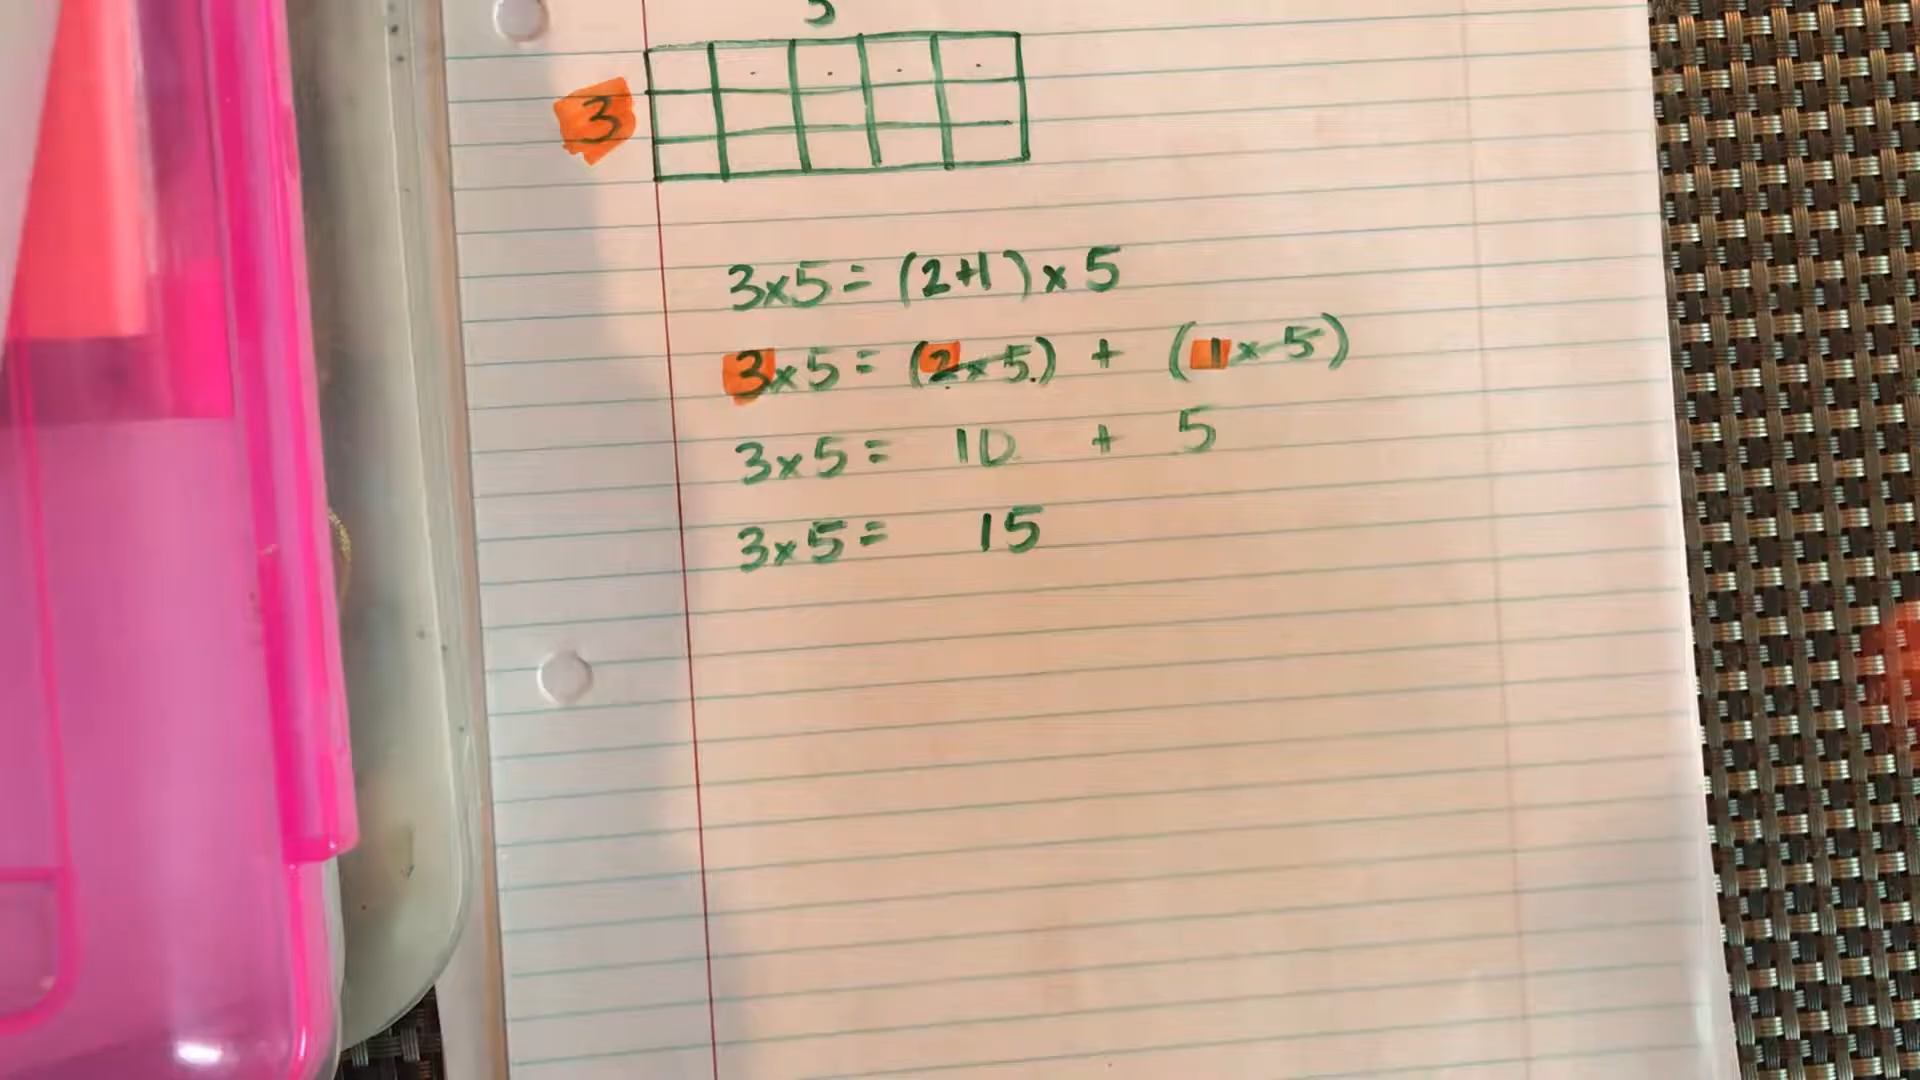 5
3
3x5 = (2+1) x 5
3x5 = (2x5) + (1x5)
3x5 = 10 + 5
3x5 = 15